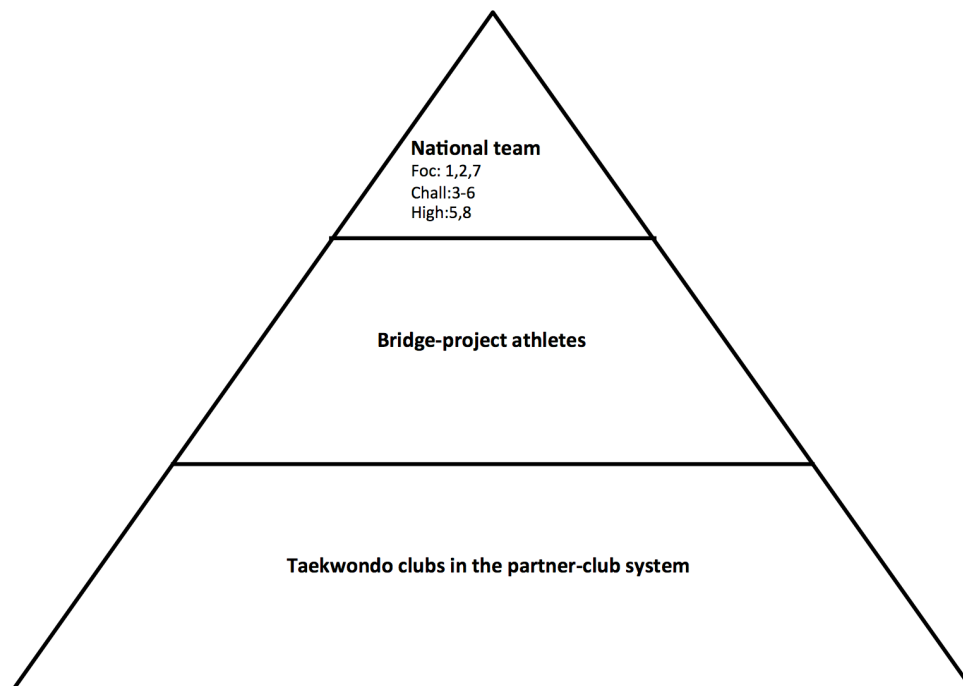 National team
Foc: 1,2,7
Chall:3-6
High:5,8
Bridge-project athletes
Taekwondo clubs in the partner-club system